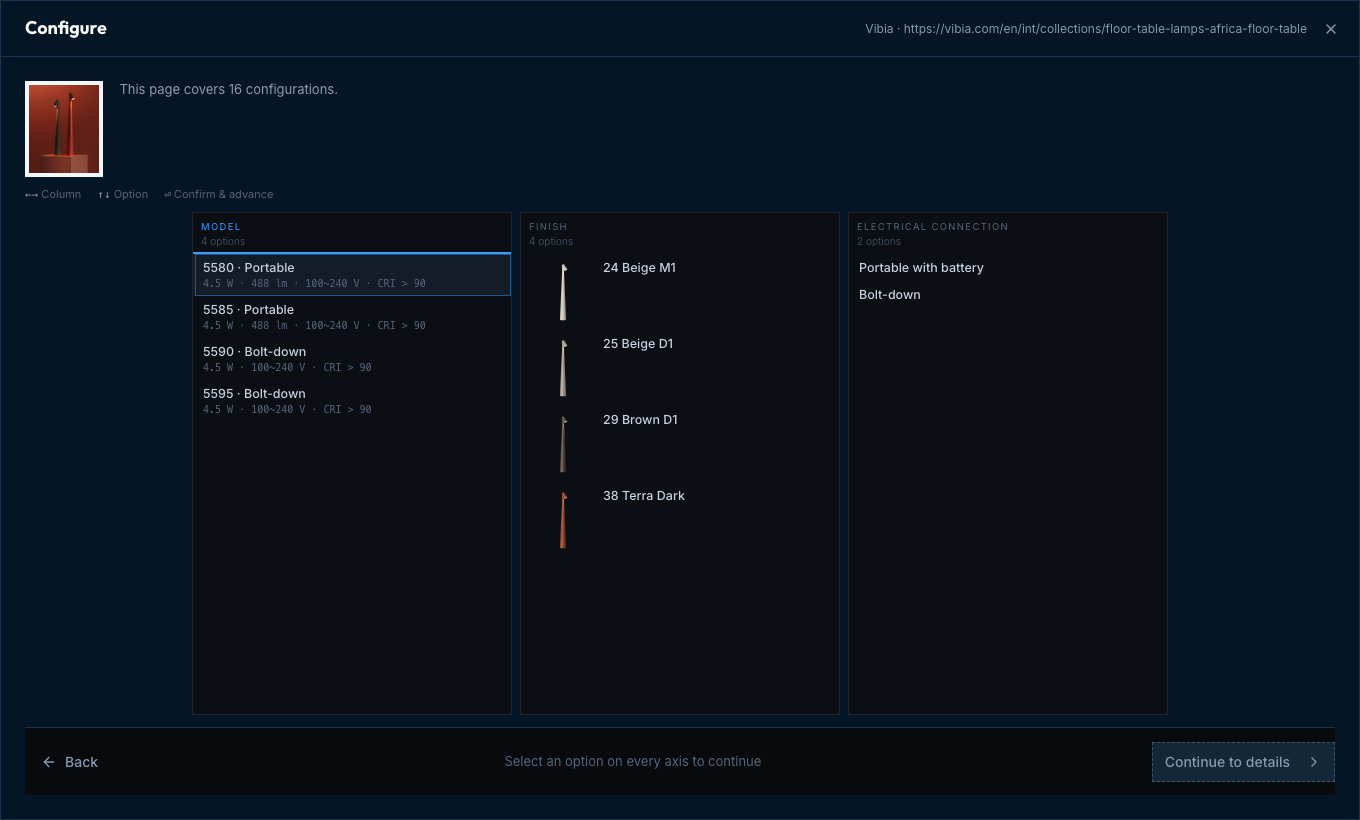 Configure
Vibia · https://vibia.com/en/int/collections/floor-table-lamps-africa-floor-table
This page covers 16 configurations.
←→ Column ↑↓ Option ⏎ Confirm & advance
MODEL
4 options
5580 · Portable
4.5 W · 488 lm · 100~240 V · CRI > 90
5585 · Portable
4.5 W · 488 lm · 100~240 V · CRI > 90
5590 · Bolt-down
4.5 W · 100~240 V · CRI > 90
5595 · Bolt-down
4.5 W · 100~240 V · CRI > 90
FINISH
4 options
24 Beige M1
25 Beige D1
29 Brown D1
38 Terra Dark
ELECTRICAL CONNECTION
2 options
Portable with battery
Bolt-down
← Back
Select an option on every axis to continue
Continue to details